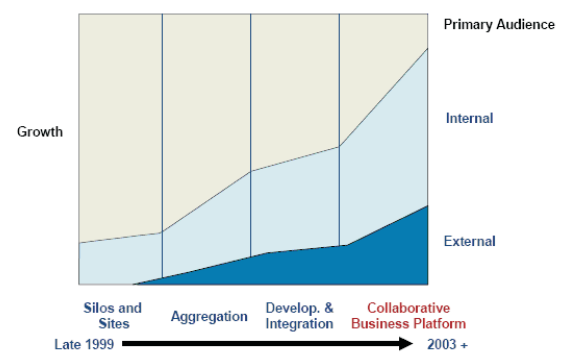 Primary Audience
Internal
Growth
External
Silos and
Sites
Aggregation
Develop. &
Integration
Collaborative
Business Platform
Late 1999
2003 +